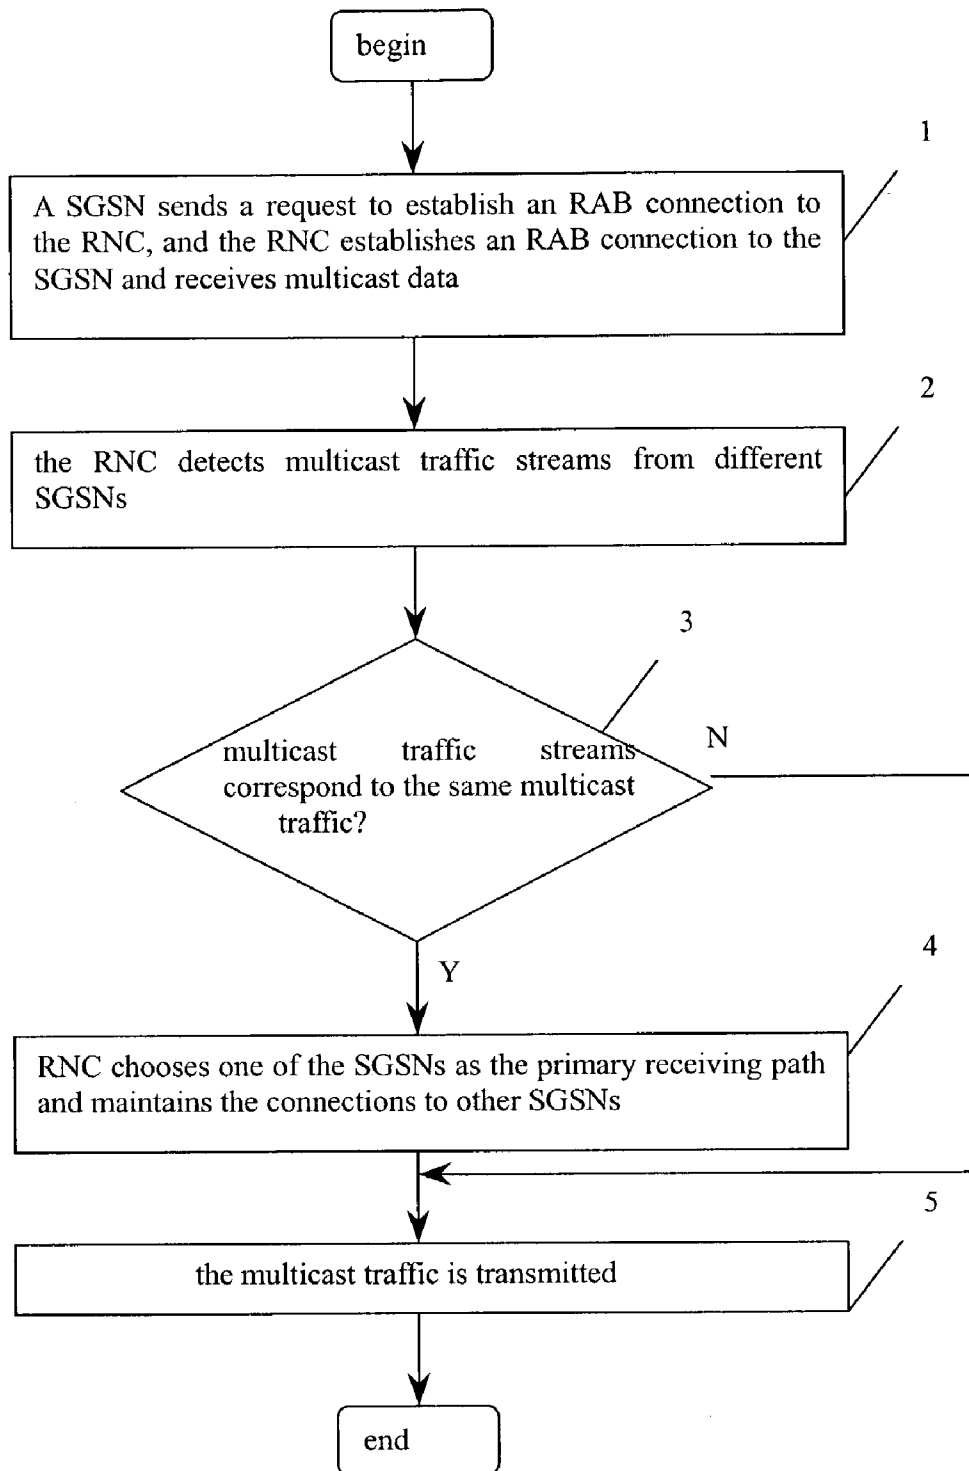 begin
1
A SGSN sends a request to establish an RAB connection to
the RNC, and the RNC establishes an RAB connection to the
SGSN and receives multicast data
2
the RNC detects multicast traffic streams from different
SGSNs
3
multicast traffic streams
correspond to the same multicast
traffic?
N
Y
4
RNC chooses one of the SGSNs as the primary receiving path
and maintains the connections to other SGSNs
5
the multicast traffic is transmitted
end